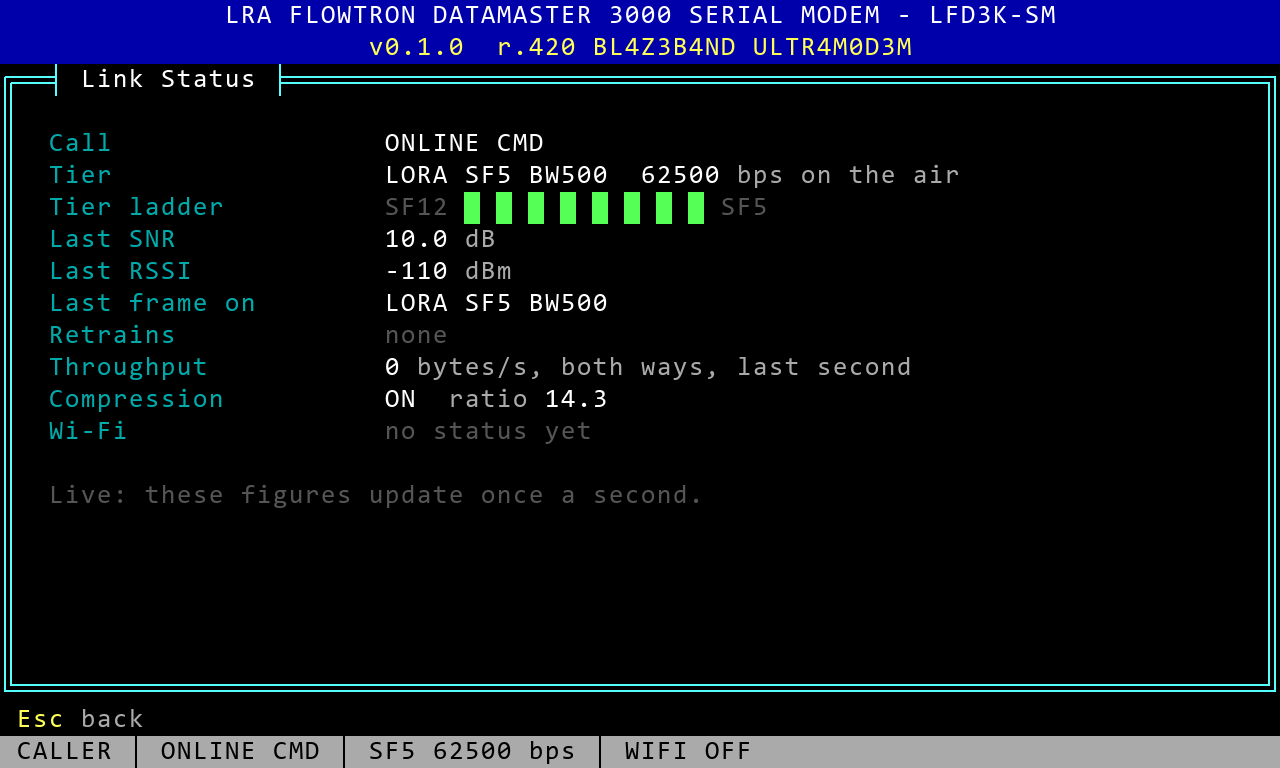 LRA FLOWTRON DATAMASTER 3000 SERIAL MODEM - LFD3K-SM
v0.1.0  r.420 BL4Z3B4ND ULTR4M0D3M
Link Status
Call ONLINE CMD
Tier LORA SF5 BW500  62500 bps on the air
Tier ladder SF12 SF5
Last SNR 10.0 dB
Last RSSI -110 dBm
Last frame on LORA SF5 BW500
Retrains none
Throughput 0 bytes/s, both ways, last second
Compression ON  ratio 14.3
Wi-Fi no status yet
Live: these figures update once a second.
Esc back
CALLER ONLINE CMD SF5 62500 bps WIFI OFF